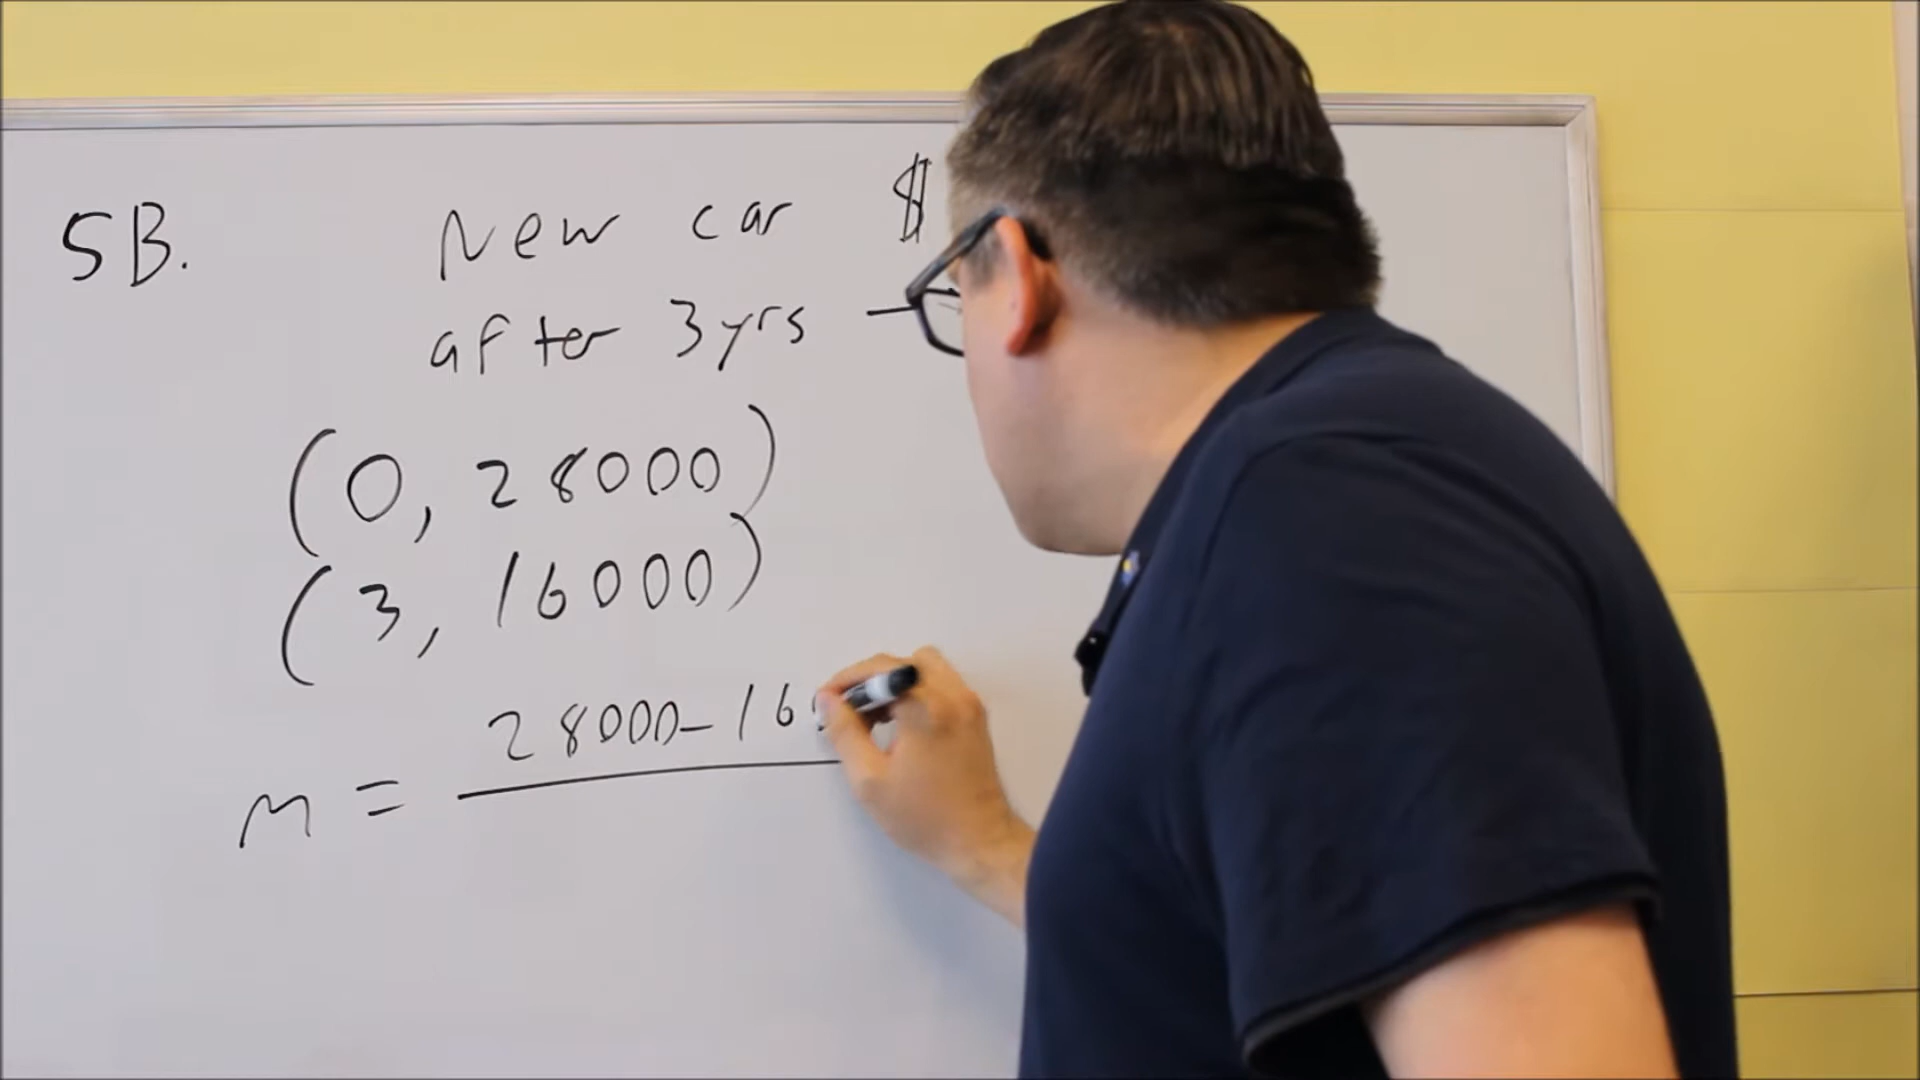 5B.
New car $
after 3yrs –
(0, 28000)
(3, 16000)
28000 – 16
m =